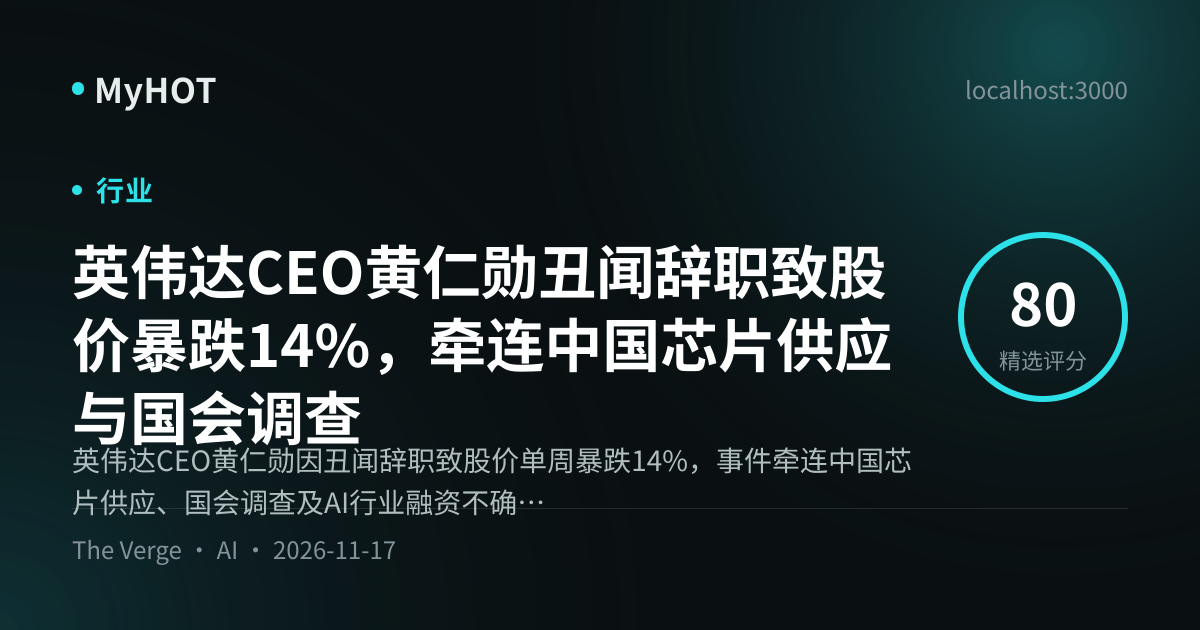 MyHOT
localhost:3000
行业
英伟达CEO黄仁勋丑闻辞职致股
价暴跌14%，牵连中国芯片供应
与国会调查
80
精选评分
英伟达CEO黄仁勋因丑闻辞职致股价单周暴跌14%，事件牵连中国芯
片供应、国会调查及AI行业融资不确…
The Verge · AI · 2026-11-17